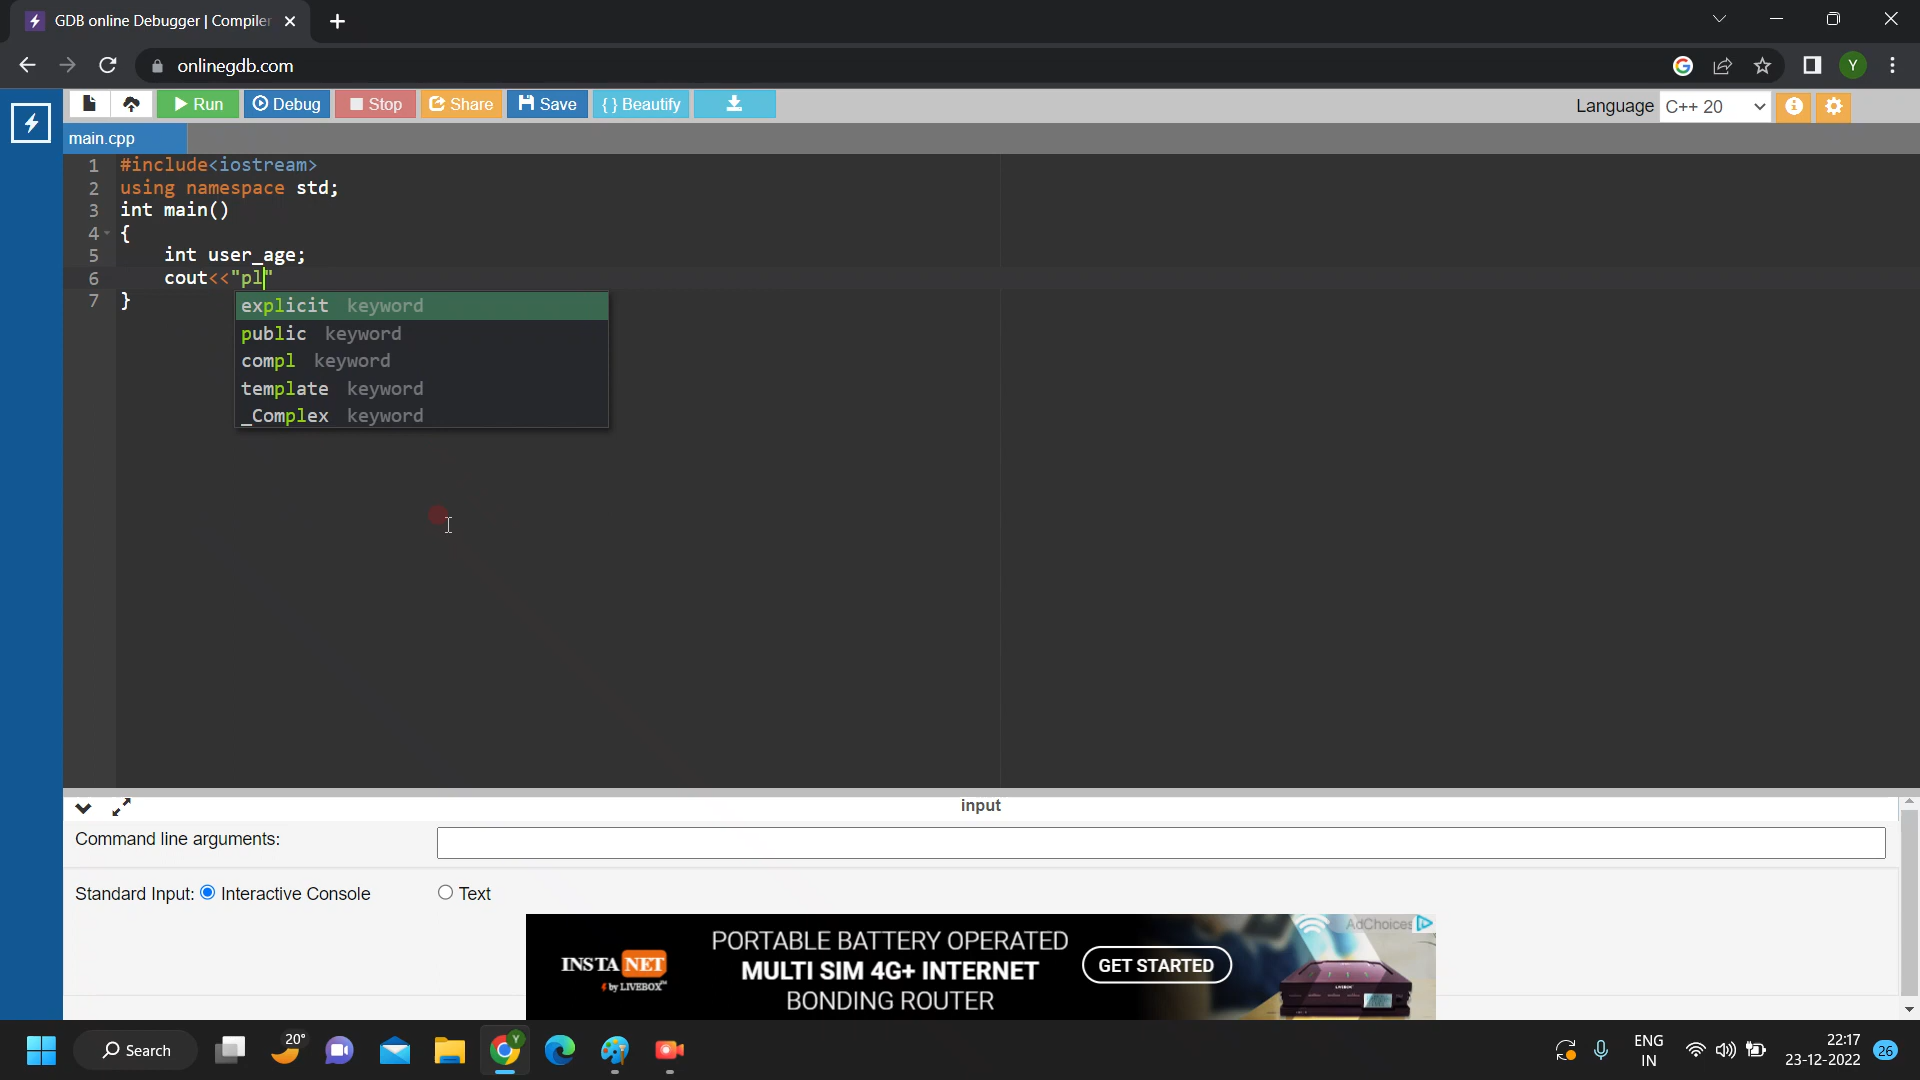 GDB online Debugger | Compiler
onlinegdb.com
Y
Run Debug Stop Share Save { } Beautify
Language C++ 20
main.cpp
1 #include<iostream>
2 using namespace std;
3 int main()
4 {
5 int user_age;
6 cout<<"pl"
7 }
explicit keyword
public keyword
compl keyword
template keyword
_Complex keyword
input
Command line arguments:
Standard Input: Interactive Console Text
AdChoices
INSTANET
by LIVEBOX
PORTABLE BATTERY OPERATED
MULTI SIM 4G+ INTERNET
BONDING ROUTER
GET STARTED
Search
20°
Y
ENG
IN
22:17
23-12-2022
26